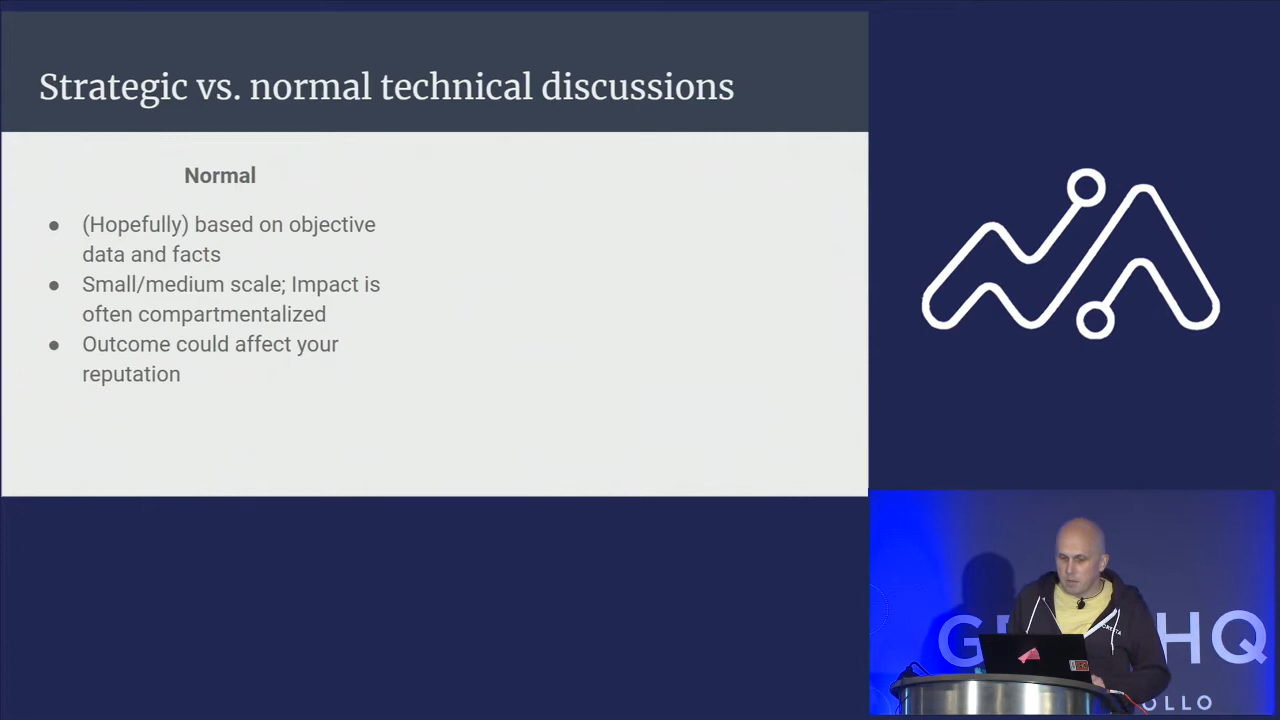 Strategic vs. normal technical discussions
Normal
● (Hopefully) based on objective
data and facts
● Small/medium scale; Impact is
often compartmentalized
● Outcome could affect your
reputation
HQ
OLLO